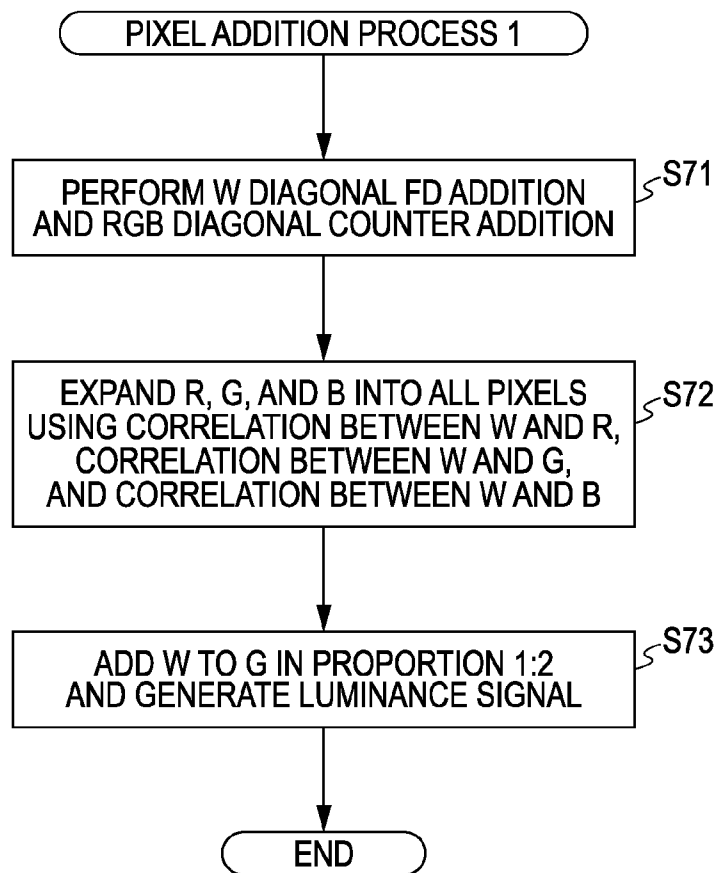 PIXEL ADDITION PROCESS 1
S71
PERFORM W DIAGONAL FD ADDITION
AND RGB DIAGONAL COUNTER ADDITION
S72
EXPAND R, G, AND B INTO ALL PIXELS
USING CORRELATION BETWEEN W AND R,
CORRELATION BETWEEN W AND G,
AND CORRELATION BETWEEN W AND B
S73
ADD W TO G IN PROPORTION 1:2
AND GENERATE LUMINANCE SIGNAL
END